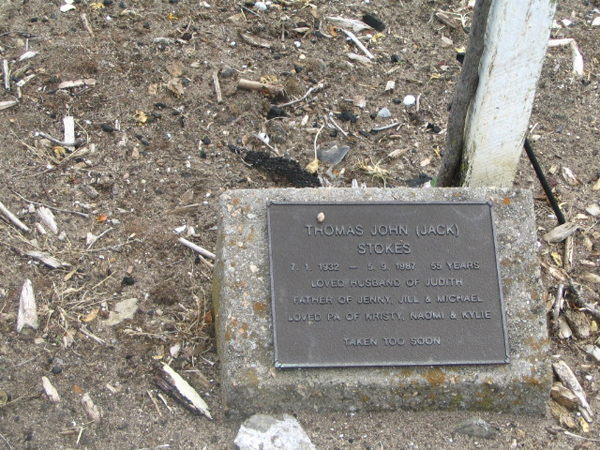 THOMAS JOHN (JACK)
STOKES
7. 1. 1932 — 5. 9. 1987 55 YEARS
LOVED HUSBAND OF JUDITH
FATHER OF JENNY, JILL & MICHAEL
LOVED PA OF KRISTY, NAOMI & KYLIE
TAKEN TOO SOON